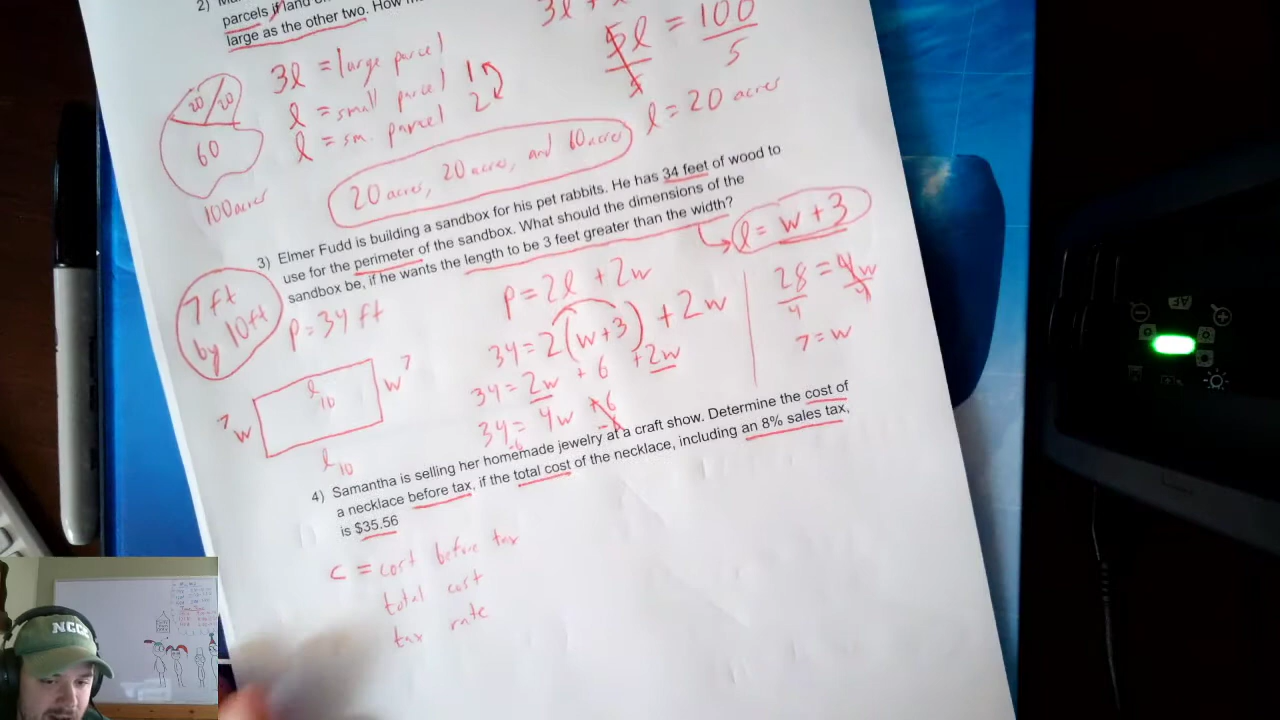 2)
parcels
large as the other two. How
3l
5l = 100
5 5
l = 20 acres
3l = large parcel
l = small parcel 1
l = sm. parcel 2
20 20
60
100 acres
20 acres, 20 acres, and 60 acres
3) Elmer Fudd is building a sandbox for his pet rabbits. He has 34 feet of wood to
use for the perimeter of the sandbox. What should the dimensions of the
sandbox be, if he wants the length to be 3 feet greater than the width?
l = w + 3
7ft
by 10ft
P = 34 ft
P = 2l + 2w
34 = 2(w+3) + 2w
34 = 2w + 6 + 2w
34 = 4w + 6
-6 -6
28 = 4w
4 4
7 = w
l
10
w 7
7 w
l 10
4) Samantha is selling her homemade jewelry at a craft show. Determine the cost of
a necklace before tax, if the total cost of the necklace, including an 8% sales tax,
is $35.56
c = cost before tax
total cost
tax rate
NCC